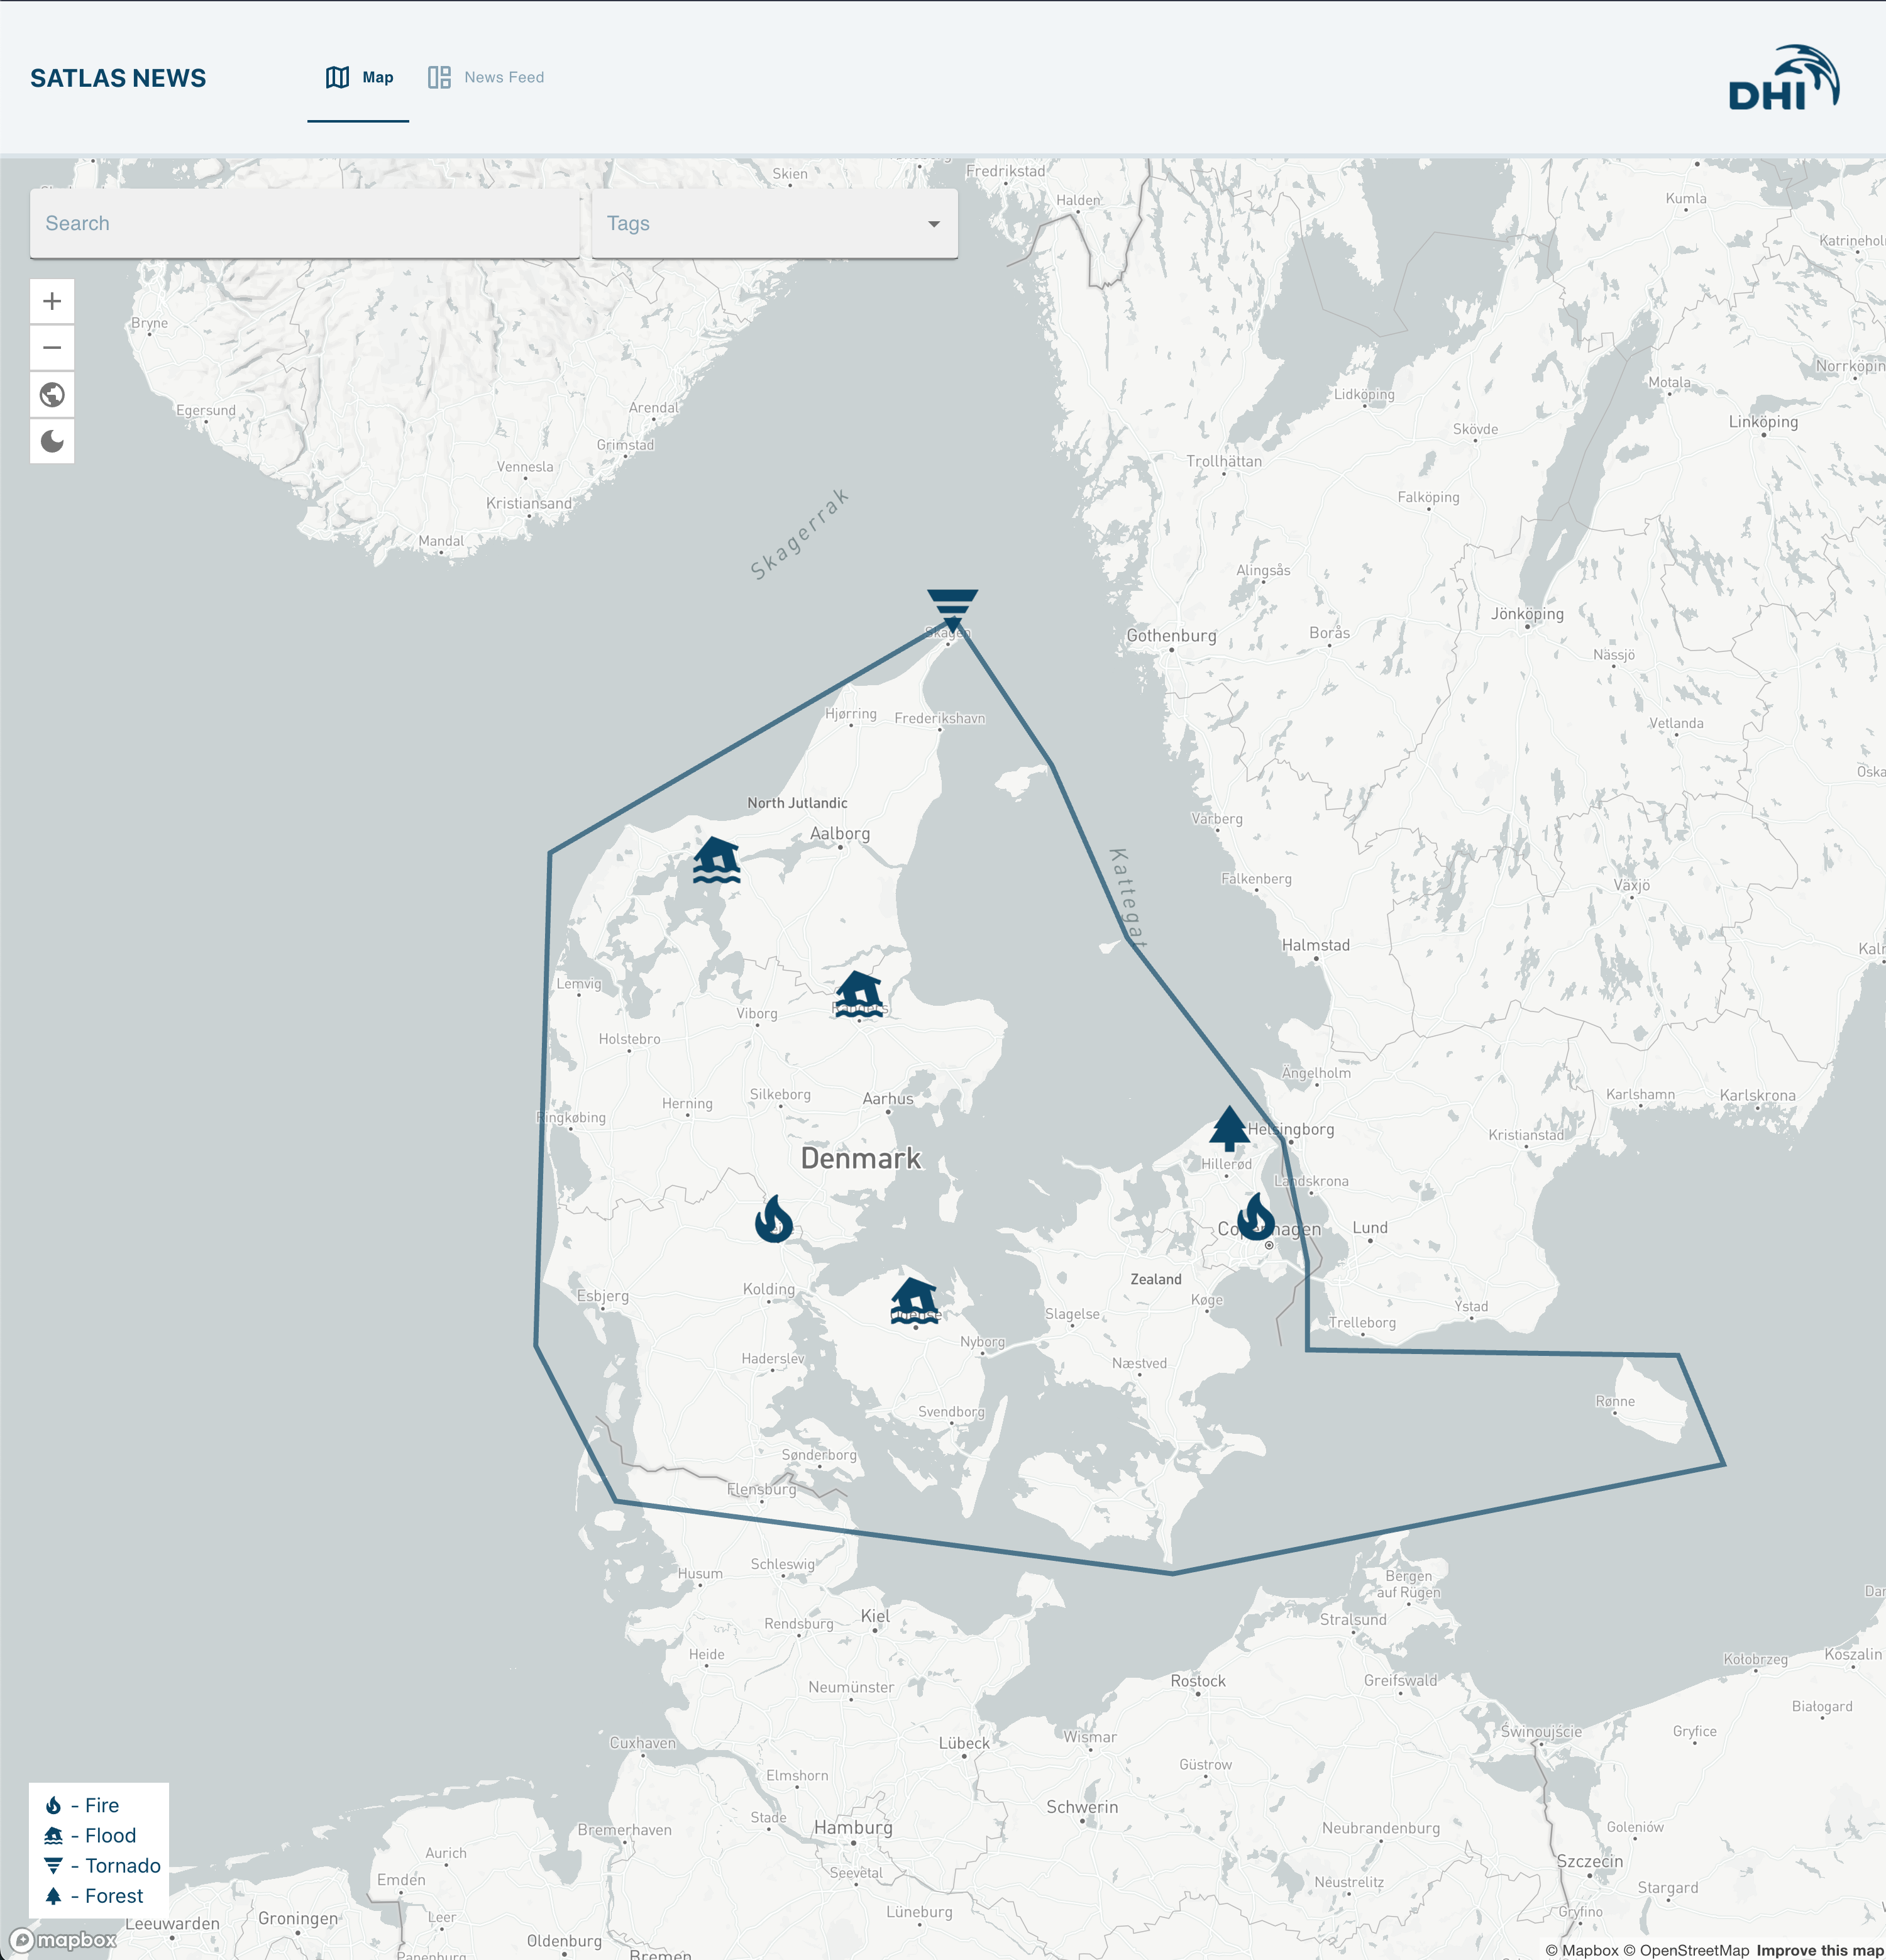 SATLAS NEWS
Map
News Feed
DHI
Search
Tags
Skien
Fredrikstad
Halden
Kumla
Katrineholm
Bryne
Egersund
Arendal
Grimstad
Vennesla
Kristiansand
Mandal
Skagerrak
Lidköping
Motala
Norrköpin
Linköping
Skövde
Trollhättan
Falköping
Alingsås
Jönköping
Gothenburg
Borås
Nässjö
Skagen
Hjørring
Frederikshavn
Vetlanda
Oska
North Jutlandic
Aalborg
Varberg
Kattegat
Falkenberg
Växjö
Halmstad
Kalr
Lemvig
Viborg
Holstebro
Ängelholm
Silkeborg
Aarhus
Herning
Karlshamn
Karlskrona
Ringkøbing
Helsingborg
Kristianstad
Denmark
Hillerød
Landskrona
Copenhagen
Lund
Zealand
Kolding
Esbjerg
Køge
Ystad
Slagelse
Trelleborg
Nyborg
Haderslev
Næstved
Rønne
Svendborg
Sønderborg
Flensburg
Schleswig
Husum
Bergen
auf Rügen
Dar
Kiel
Rendsburg
Stralsund
Heide
Kołobrzeg
Koszalin
Rostock
Greifswald
Neumünster
Białogard
Świnoujście
Gryfice
Wismar
Cuxhaven
Lübeck
Güstrow
Elmshorn
Schwerin
Stade
Hamburg
Bremerhaven
Neubrandenburg
Goleniów
Aurich
Szczecin
Seevetal
Emden
Neustrelitz
Stargard
Lüneburg
Gryfino
Leer
Groningen
Leeuwarden
Oldenburg
Bremen
Papenburg
- Fire
- Flood
- Tornado
- Forest
mapbox
© Mapbox © OpenStreetMap Improve this map